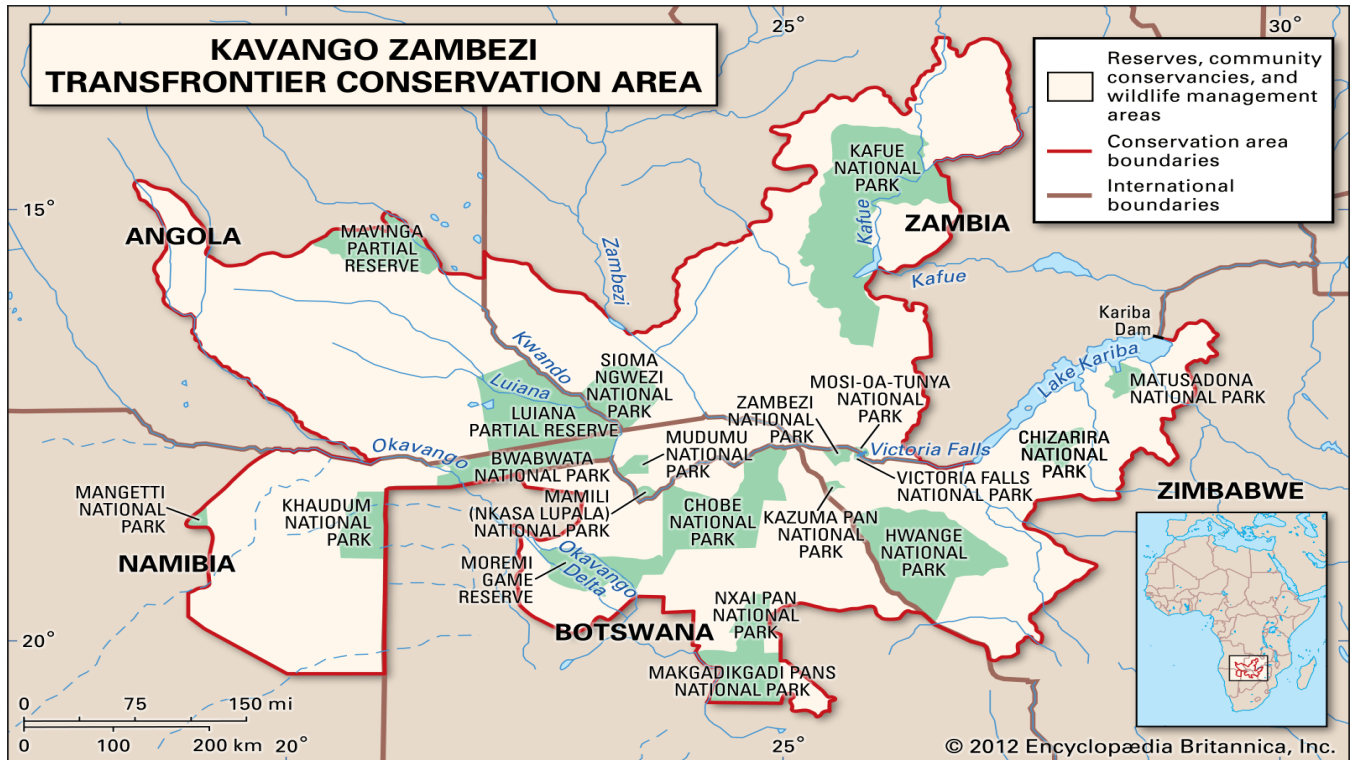 KAVANGO ZAMBEZI
TRANSFRONTIER CONSERVATION AREA
25°
30°
Reserves, community
conservancies, and
wildlife management
areas
Conservation area
boundaries
International
boundaries
15°
ANGOLA
MAVINGA
PARTIAL
RESERVE
Zambezi
KAFUE
NATIONAL
PARK
Kafue
ZAMBIA
Kafue
Kariba
Dam
Lake Kariba
MATUSADONA
NATIONAL PARK
Kwando
Luiana
SIOMA
NGWEZI
NATIONAL
PARK
LUIANA
PARTIAL RESERVE
MOSI-OA-TUNYA
NATIONAL
PARK
ZAMBEZI
NATIONAL
PARK
Okavango
BWABWATA
NATIONAL PARK
MUDUMU
NATIONAL
PARK
Victoria Falls
VICTORIA FALLS
NATIONAL PARK
CHIZARIRA
NATIONAL
PARK
ZIMBABWE
MANGETTI
NATIONAL
PARK
KHAUDUM
NATIONAL
PARK
MAMILI
(NKASA LUPALA)
NATIONAL PARK
CHOBE
NATIONAL
PARK
KAZUMA PAN
NATIONAL
PARK
HWANGE
NATIONAL
PARK
NAMIBIA
MOREMI
GAME
RESERVE
Okavango
Delta
NXAI PAN
NATIONAL
PARK
BOTSWANA
20°
MAKGADIKGADI PANS
NATIONAL PARK
0 75 150 mi
0 100 200 km
20°
25°
© 2012 Encyclopædia Britannica, Inc.